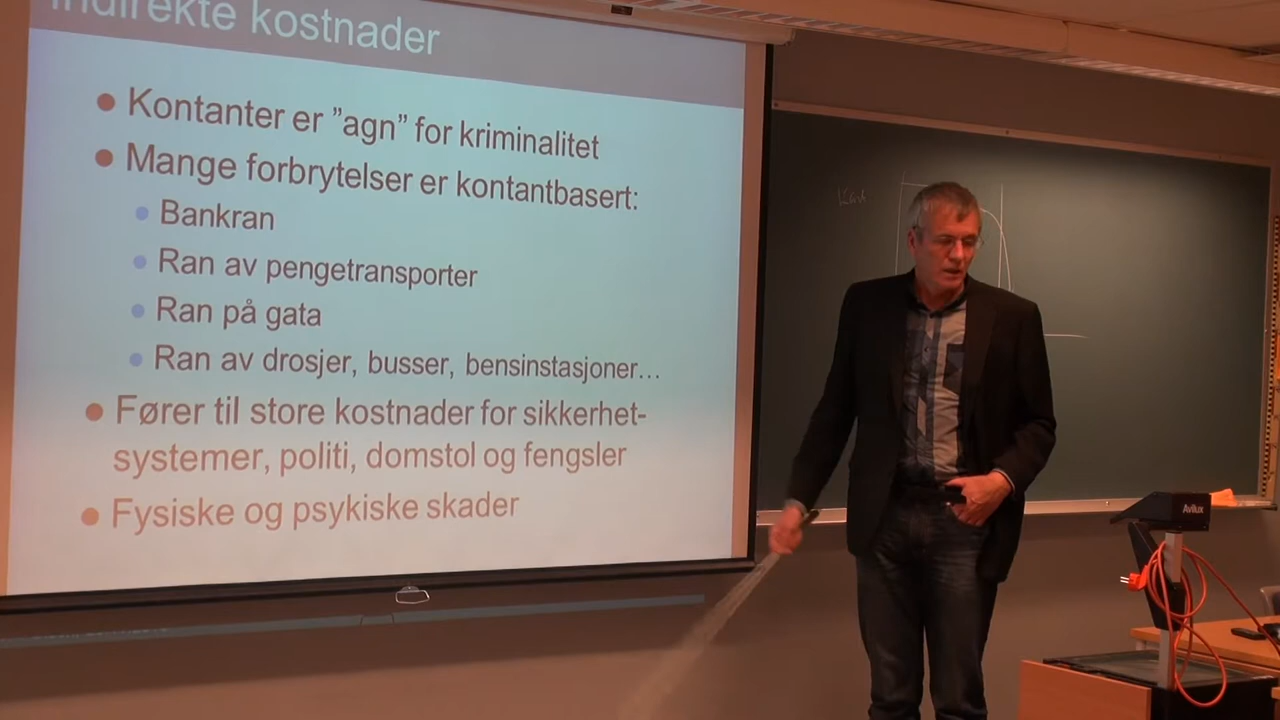 Indirekte kostnader
Kontanter er ”agn” for kriminalitet
Mange forbrytelser er kontantbasert:
Bankran
Ran av pengetransporter
Ran på gata
Ran av drosjer, busser, bensinstasjoner…
Fører til store kostnader for sikkerhet-
systemer, politi, domstol og fengsler
Fysiske og psykiske skader
Avilux